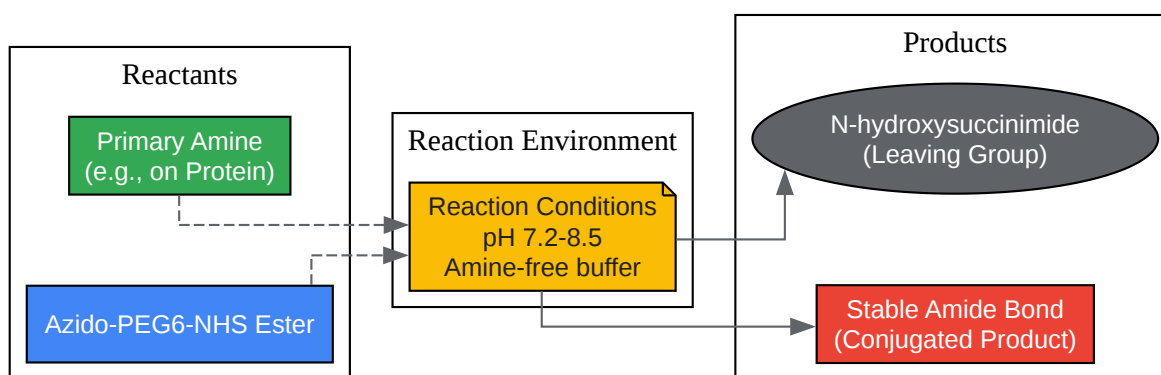 Reactants
Primary Amine
(e.g., on Protein)
Azido-PEG6-NHS Ester
Reaction Environment
Reaction Conditions
pH 7.2-8.5
Amine-free buffer
Products
N-hydroxysuccinimide
(Leaving Group)
Stable Amide Bond
(Conjugated Product)